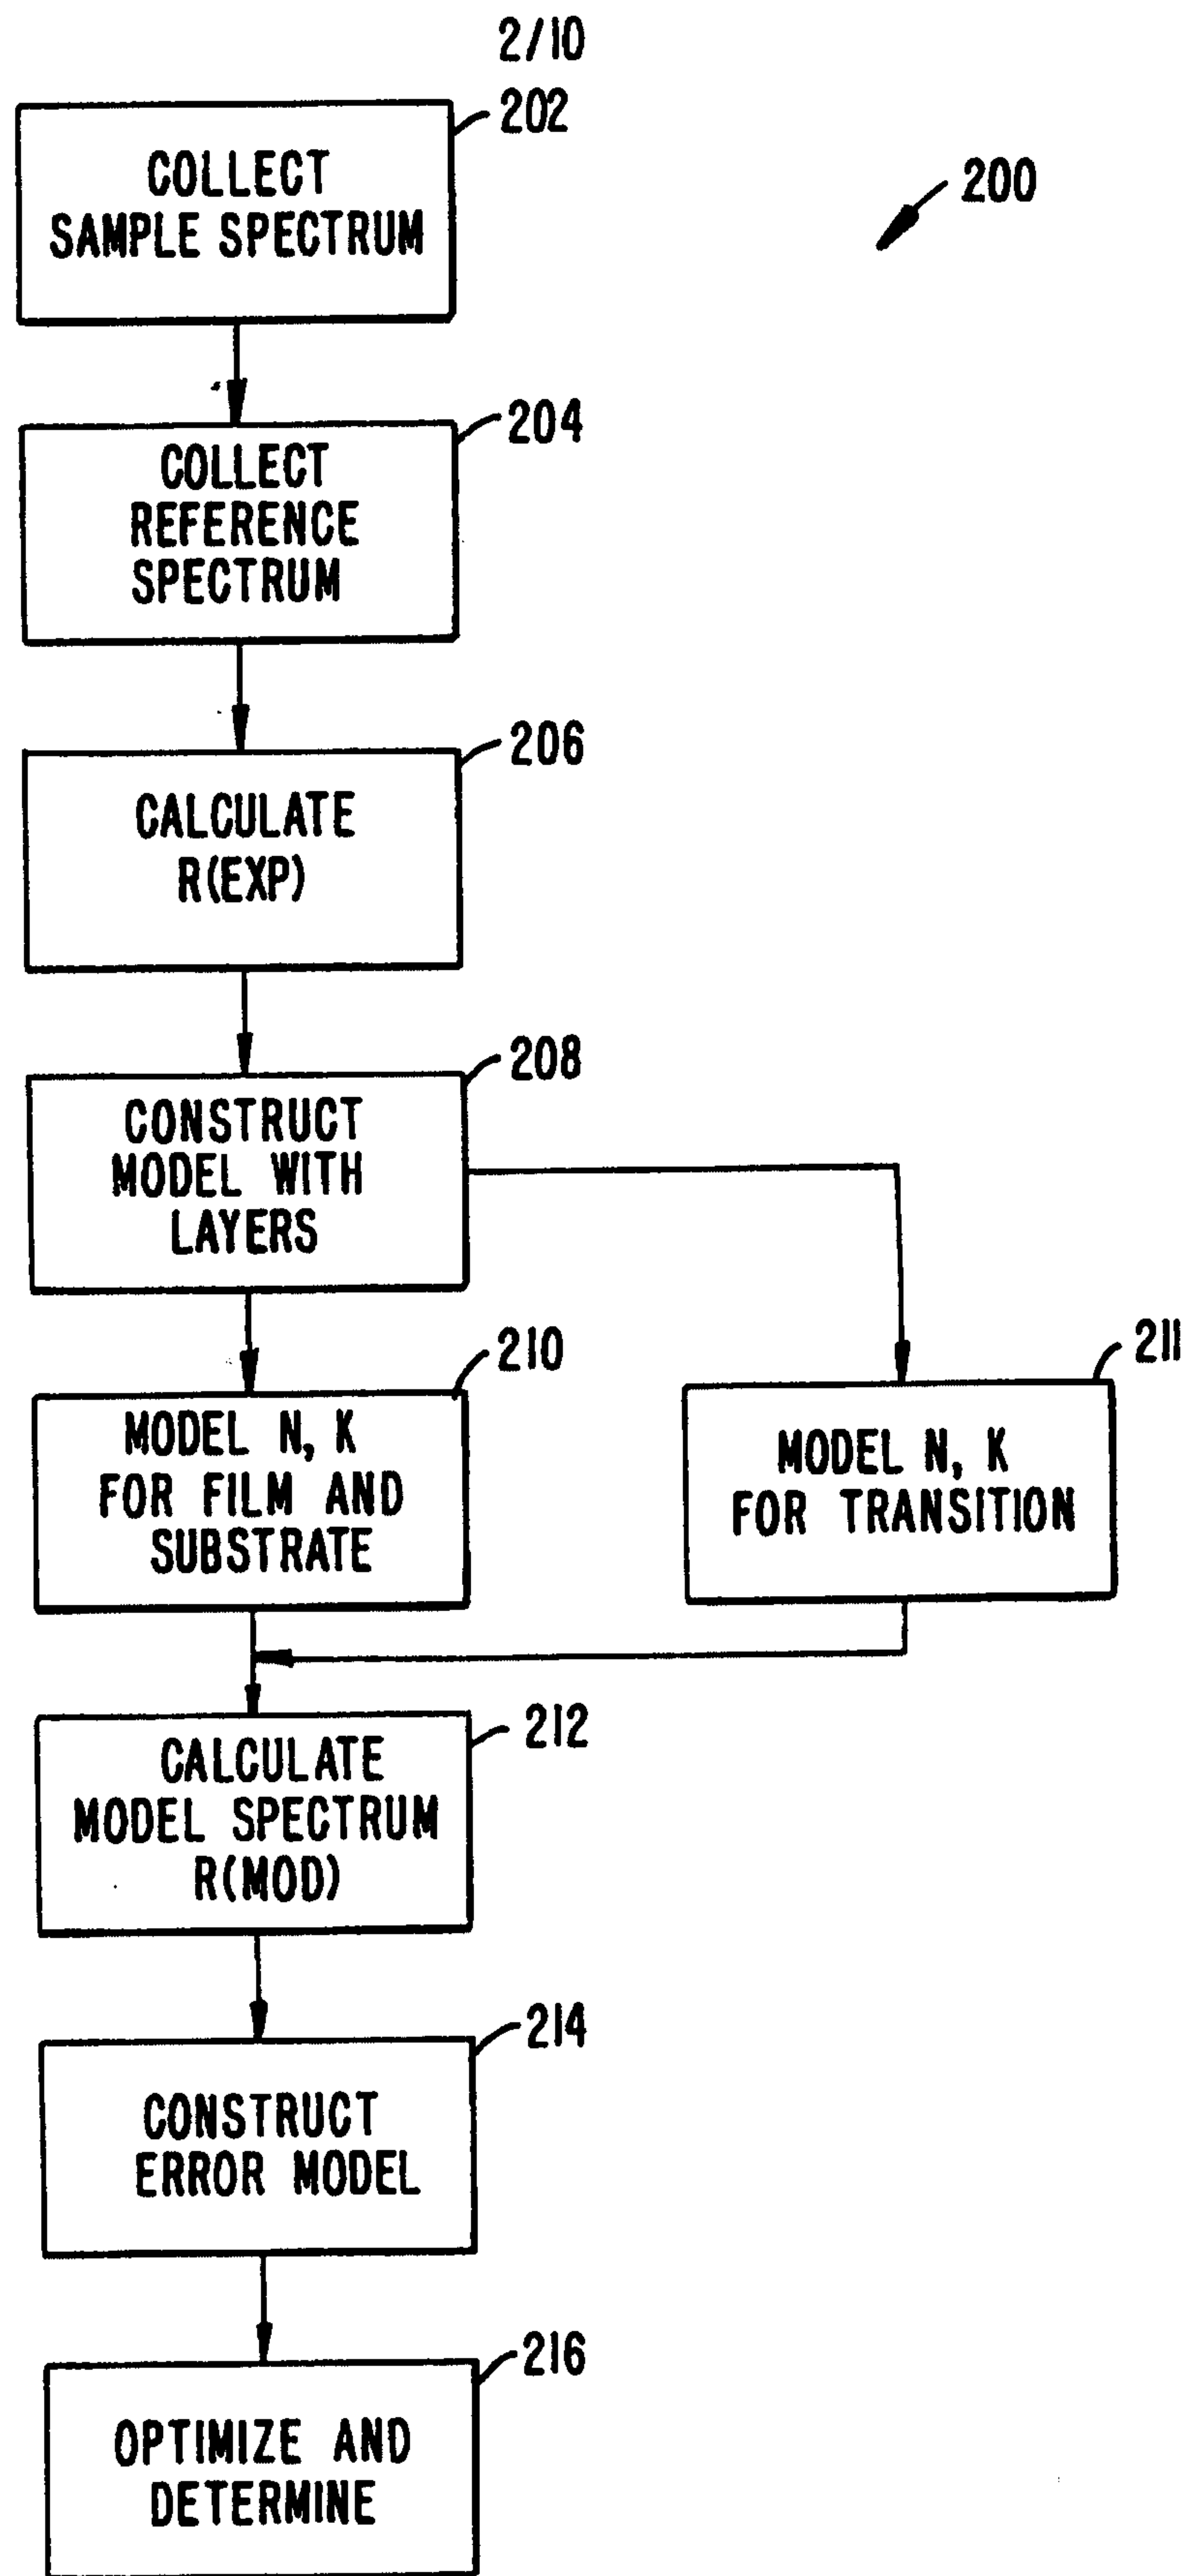 2/10
202
COLLECT
SAMPLE SPECTRUM
200
204
COLLECT
REFERENCE
SPECTRUM
206
CALCULATE
R(EXP)
208
CONSTRUCT
MODEL WITH
LAYERS
210
MODEL N, K
FOR FILM AND
SUBSTRATE
211
MODEL N, K
FOR TRANSITION
212
CALCULATE
MODEL SPECTRUM
R(MOD)
214
CONSTRUCT
ERROR MODEL
216
OPTIMIZE AND
DETERMINE